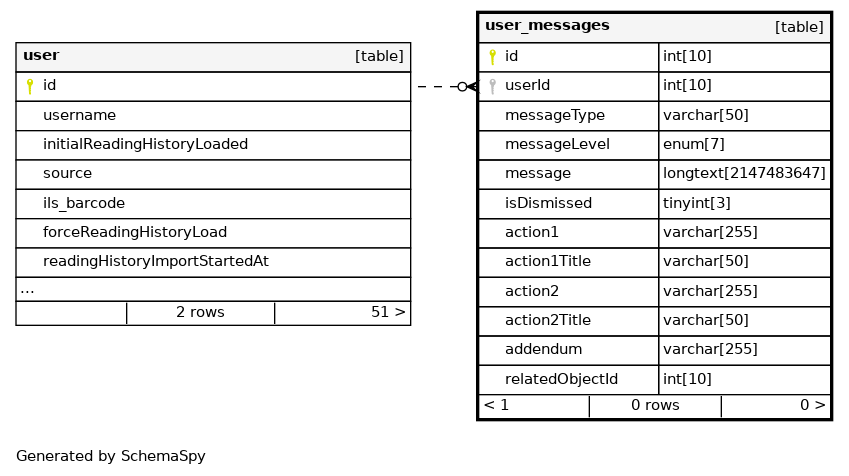 user [table]
id
username
initialReadingHistoryLoaded
source
ils_barcode
forceReadingHistoryLoad
readingHistoryImportStartedAt
...
2 rows 51 >
user_messages [table]
id int[10]
userId int[10]
messageType varchar[50]
messageLevel enum[7]
message longtext[2147483647]
isDismissed tinyint[3]
action1 varchar[255]
action1Title varchar[50]
action2 varchar[255]
action2Title varchar[50]
addendum varchar[255]
relatedObjectId int[10]
< 1 0 rows 0 >
Generated by SchemaSpy